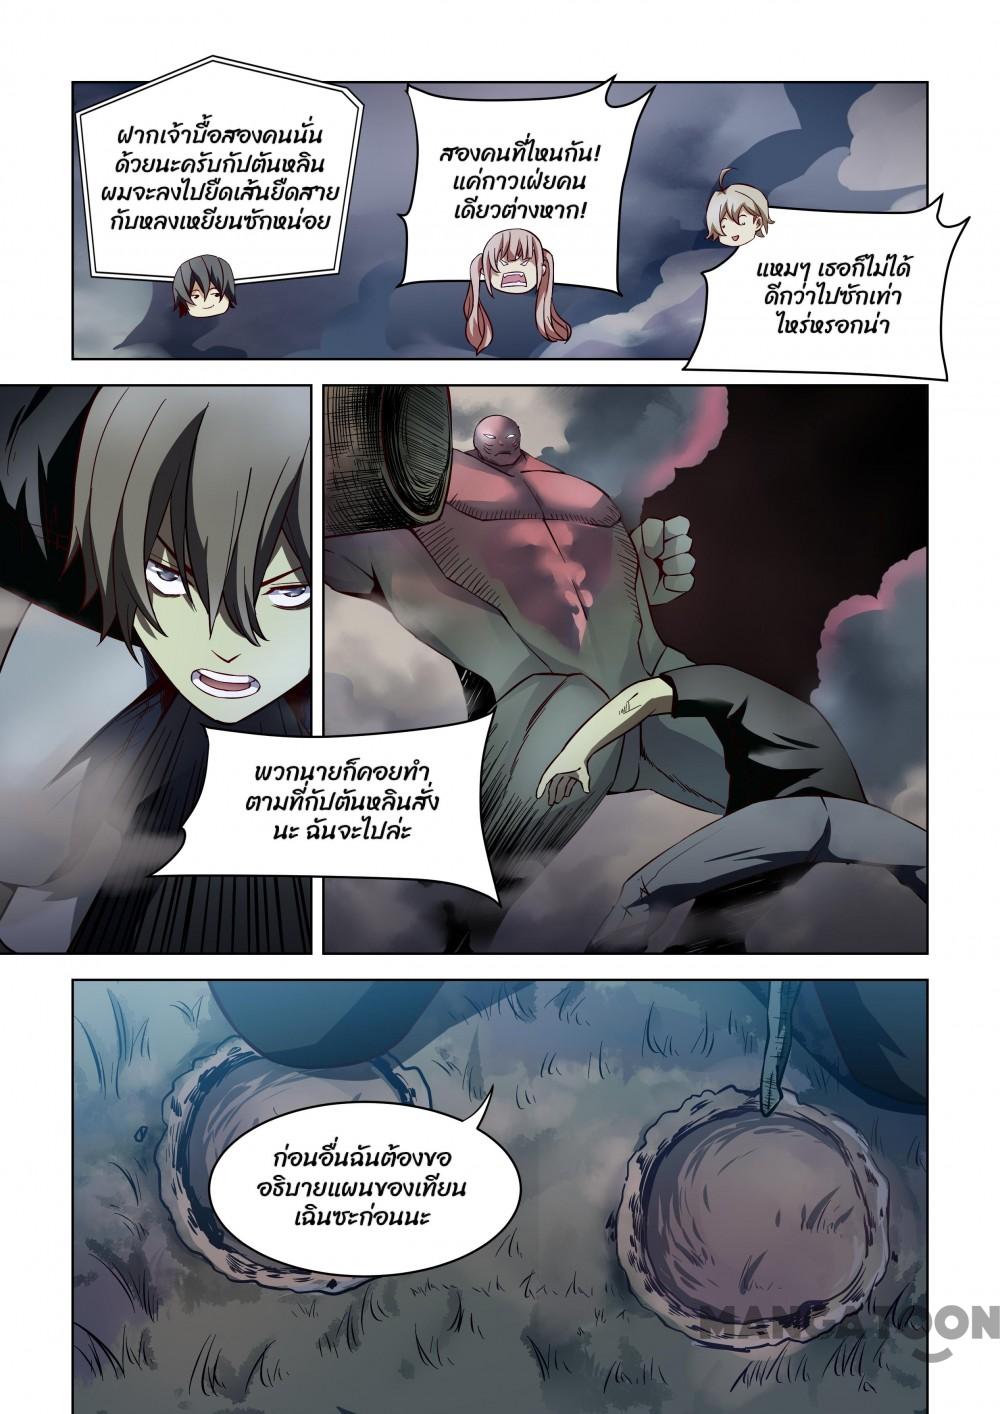 ฝากเจ้าบื้อสองคนนั่น
ด้วยนะครับกัปตันหลิน
ผมจะลงไปยืดเส้นยืดสาย
กับหลงเหยียนซักหน่อย
สองคนที่ไหนกัน!
แค่กาวเฝ่ยคน
เดียวต่างหาก!
แหมๆ เธอก็ไม่ได้
ดีกว่าไปซักเท่า
ไหร่หรอกน่า
พวกนายก็คอยทำ
ตามที่กัปตันหลินสั่ง
นะ ฉันจะไปล่ะ
ก่อนอื่นฉันต้องขอ
อธิบายแผนของเทียน
เฉินซะก่อนนะ
MANGATOON